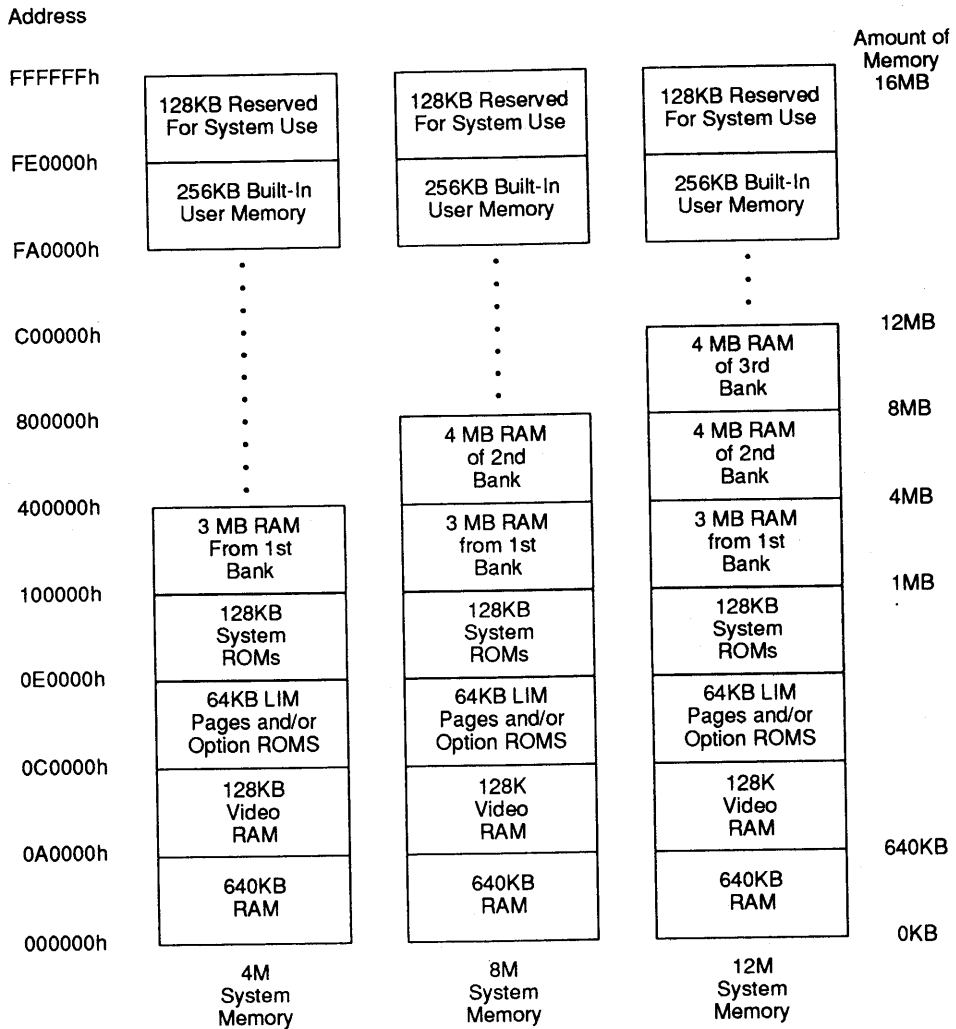 Address
Amount of
Memory
FFFFFFh
16MB
128KB Reserved
For System Use
128KB Reserved
For System Use
128KB Reserved
For System Use
FE0000h
256KB Built-In
User Memory
256KB Built-In
User Memory
256KB Built-In
User Memory
FA0000h
C00000h
12MB
4 MB RAM
of 3rd
Bank
800000h
8MB
4 MB RAM
of 2nd
Bank
4 MB RAM
of 2nd
Bank
400000h
4MB
3 MB RAM
From 1st
Bank
3 MB RAM
from 1st
Bank
3 MB RAM
from 1st
Bank
100000h
1MB
128KB
System
ROMs
128KB
System
ROMs
128KB
System
ROMs
0E0000h
64KB LIM
Pages and/or
Option ROMS
64KB LIM
Pages and/or
Option ROMS
64KB LIM
Pages and/or
Option ROMS
0C0000h
128KB
Video
RAM
128K
Video
RAM
128K
Video
RAM
0A0000h
640KB
640KB
RAM
640KB
RAM
640KB
RAM
000000h
0KB
4M
System
Memory
8M
System
Memory
12M
System
Memory